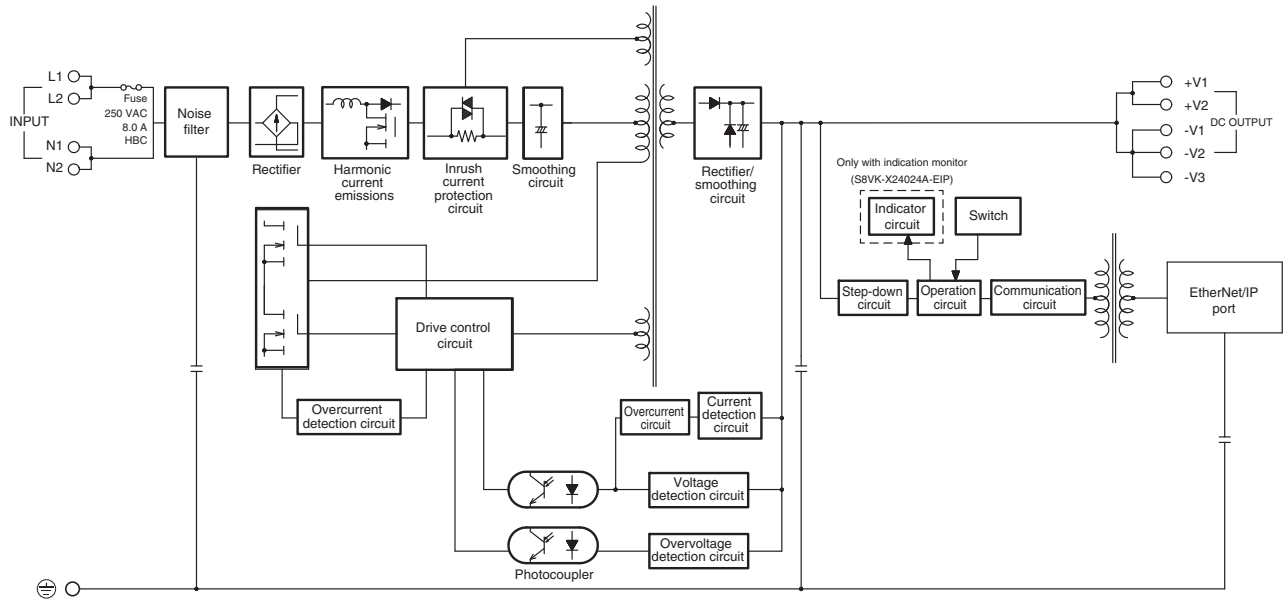 L1
L2
INPUT
N1
N2
Fuse
250 VAC
8.0 A
HBC
Noise
filter
Rectifier
Harmonic
current
emissions
Inrush
current
protection
circuit
Smoothing
circuit
Rectifier/
smoothing
circuit
+V1
+V2
-V1
-V2
-V3
DC OUTPUT
Only with indication monitor
(S8VK-X24024A-EIP)
Indicator
circuit
Switch
Step-down
circuit
Operation
circuit
Communication
circuit
EtherNet/IP
port
Drive control
circuit
Overcurrent
detection circuit
Overcurrent
circuit
Current
detection
circuit
Voltage
detection circuit
Overvoltage
detection circuit
Photocoupler